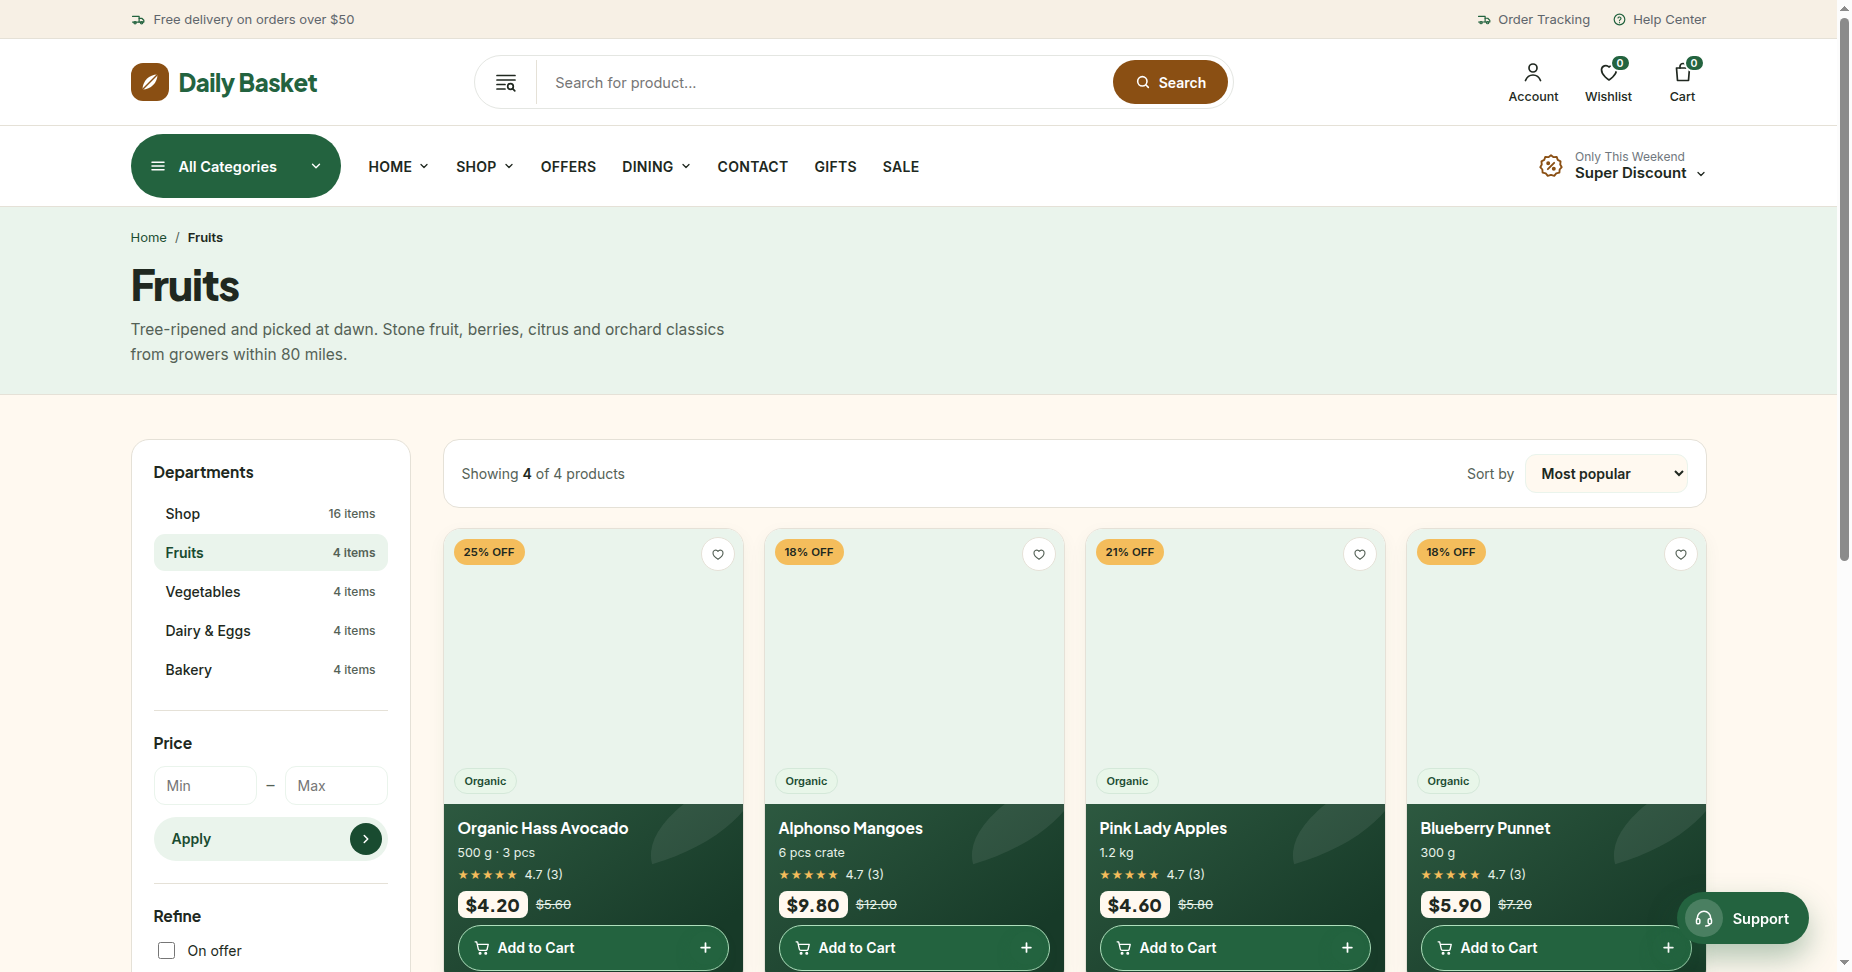 Free delivery on orders over $50
Order Tracking
Help Center
Daily Basket
Search for product...
Search
Account
0
Wishlist
0
Cart
All Categories
HOME
SHOP
OFFERS
DINING
CONTACT
GIFTS
SALE
Only This Weekend
Super Discount
Home / Fruits
Fruits
Tree-ripened and picked at dawn. Stone fruit, berries, citrus and orchard classics
from growers within 80 miles.
Departments
Shop 16 items
Fruits 4 items
Vegetables 4 items
Dairy & Eggs 4 items
Bakery 4 items
Price
Min – Max
Apply
Refine
On offer
Showing 4 of 4 products
Sort by Most popular
25% OFF
Organic
Organic Hass Avocado
500 g · 3 pcs
★★★★★ 4.7 (3)
$4.20 $5.60
Add to Cart +
18% OFF
Organic
Alphonso Mangoes
6 pcs crate
★★★★★ 4.7 (3)
$9.80 $12.00
Add to Cart +
21% OFF
Organic
Pink Lady Apples
1.2 kg
★★★★★ 4.7 (3)
$4.60 $5.80
Add to Cart +
18% OFF
Organic
Blueberry Punnet
300 g
★★★★★ 4.7 (3)
$5.90 $7.20
Add to Cart +
Support